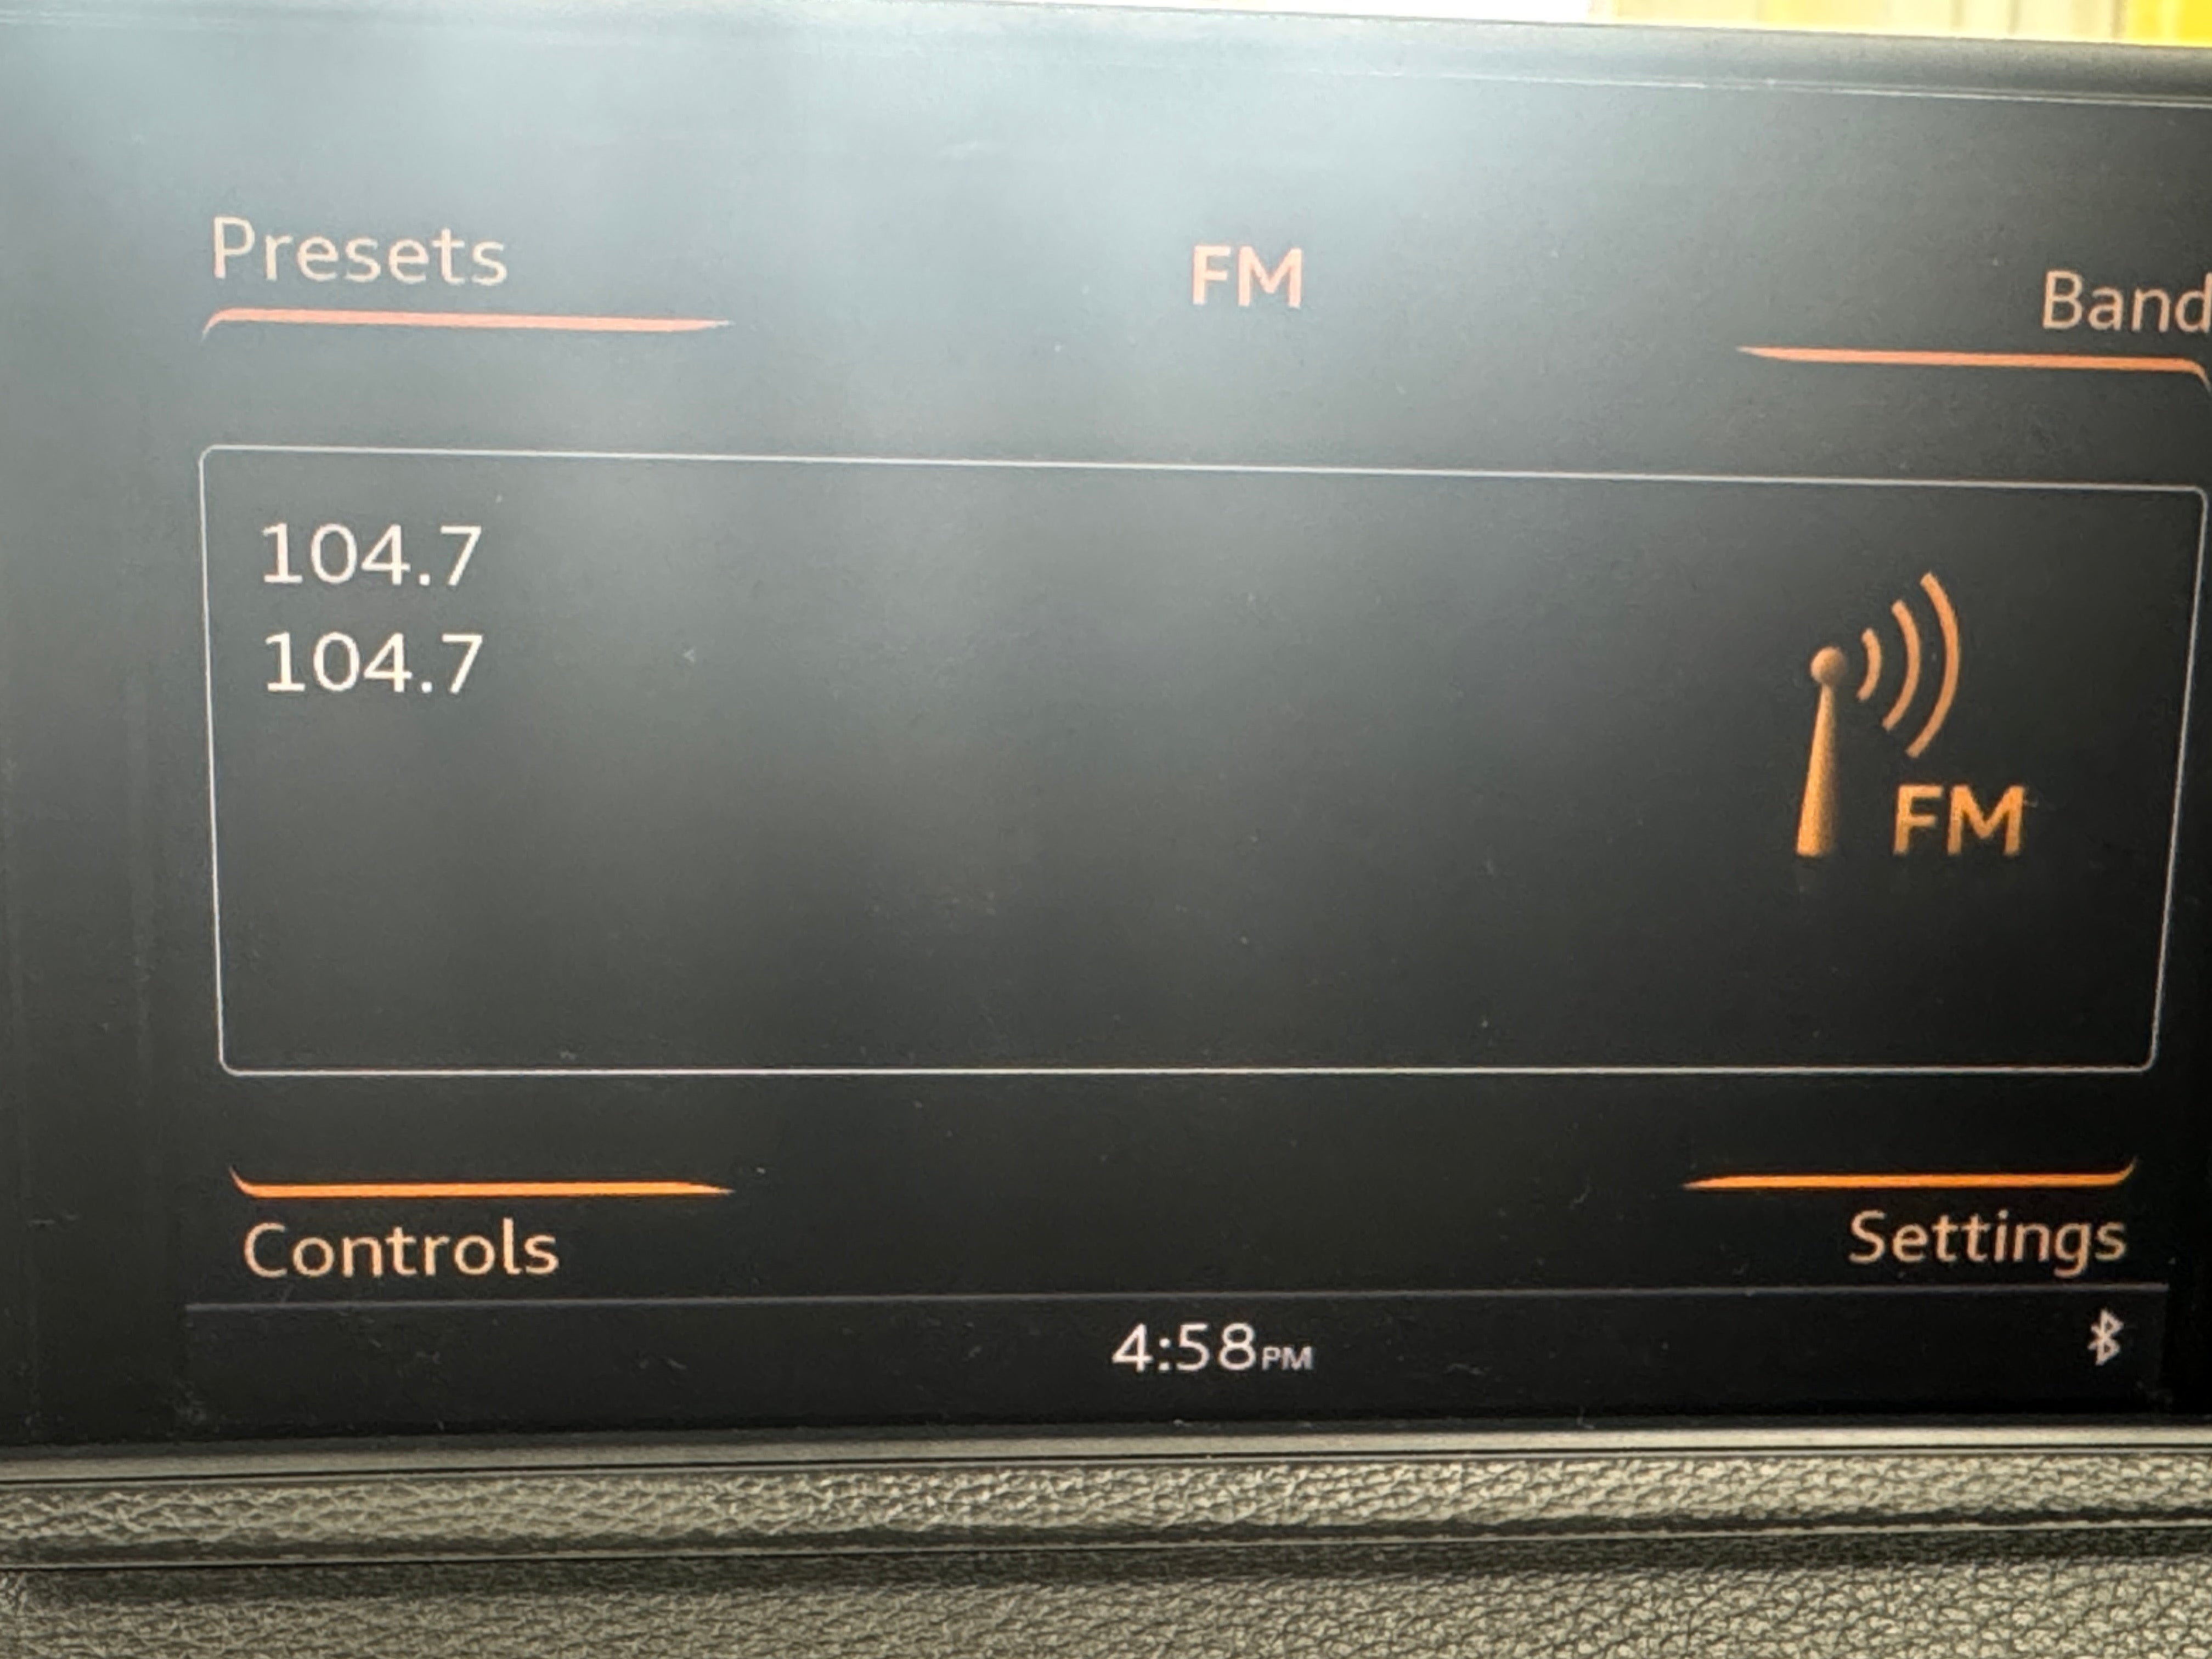 Presets
FM
Band
104.7
104.7
FM
Controls
Settings
4:58PM